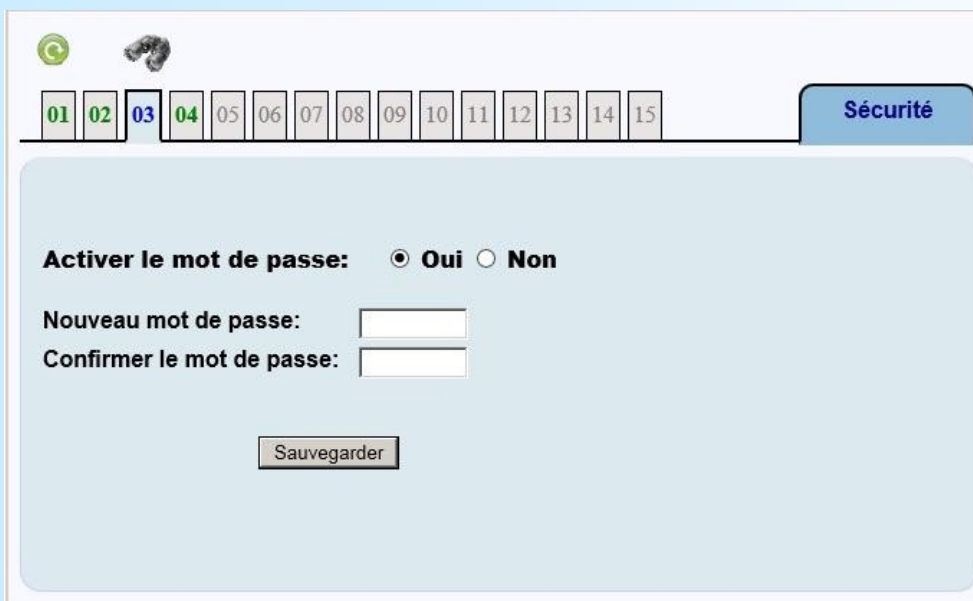 01 02 03 04 05 06 07 08 09 10 11 12 13 14 15 Sécurité
Activer le mot de passe: Oui Non
Nouveau mot de passe:
Confirmer le mot de passe:
Sauvegarder